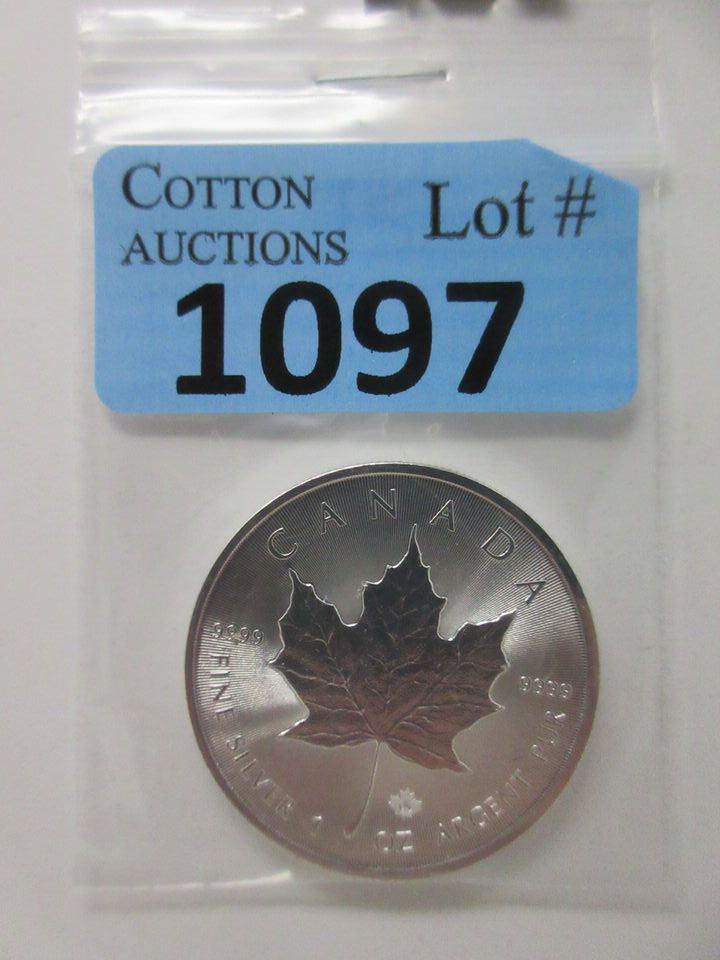 COTTON
AUCTIONS
Lot #
1097
CANADA
9999
9999
FINE SILVER 1 OZ ARGENT PUR